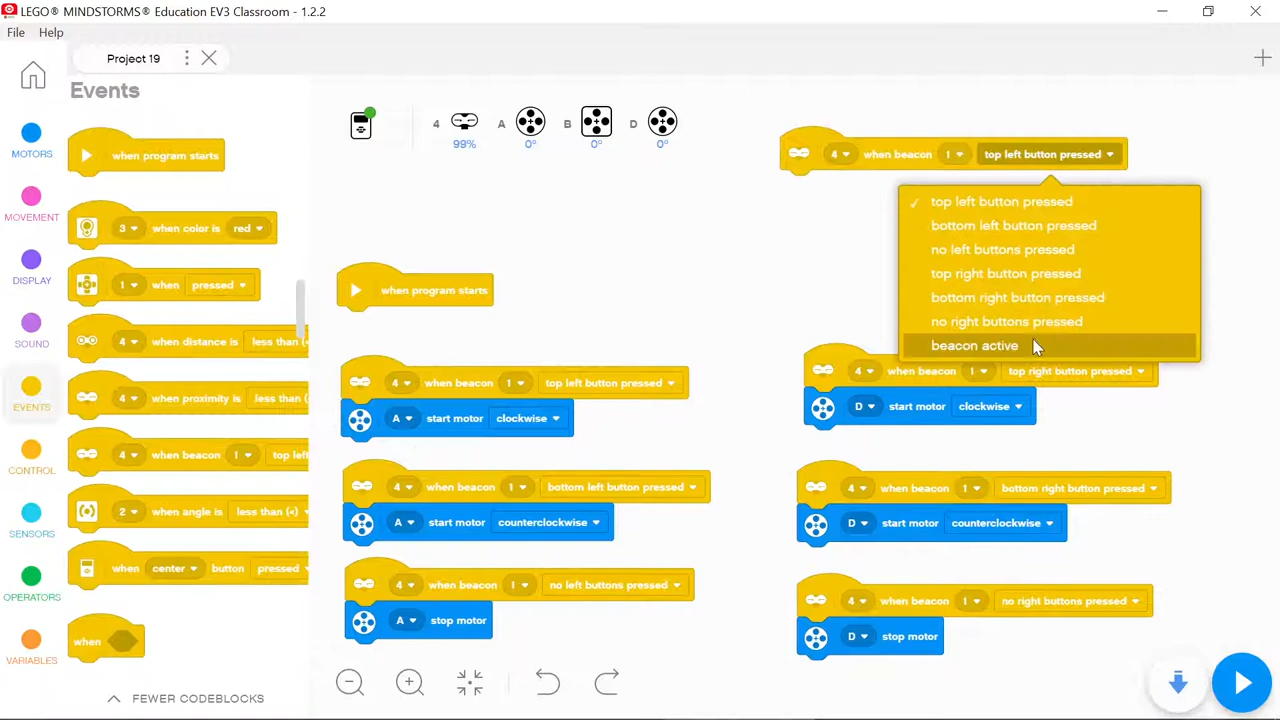 LEGO® MINDSTORMS® Education EV3 Classroom - 1.2.2
File Help
Project 19
Events
MOTORS
MOVEMENT
DISPLAY
SOUND
EVENTS
CONTROL
SENSORS
OPERATORS
VARIABLES
when program starts
3 when color is red
1 when pressed
4 when distance is less than (<)
4 when proximity is less than (<
4 when beacon 1 top left
2 when angle is less than (<)
when center button pressed
when
FEWER CODEBLOCKS
4 99% A 0° B 0° D 0°
when program starts
4 when beacon 1 top left button pressed
A start motor clockwise
4 when beacon 1 bottom left button pressed
A start motor counterclockwise
4 when beacon 1 no left buttons pressed
A stop motor
4 when beacon 1 top left button pressed
top left button pressed
bottom left button pressed
no left buttons pressed
top right button pressed
bottom right button pressed
no right buttons pressed
beacon active
4 when beacon 1 top right button pressed
D start motor clockwise
4 when beacon 1 bottom right button pressed
D start motor counterclockwise
4 when beacon 1 no right buttons pressed
D stop motor